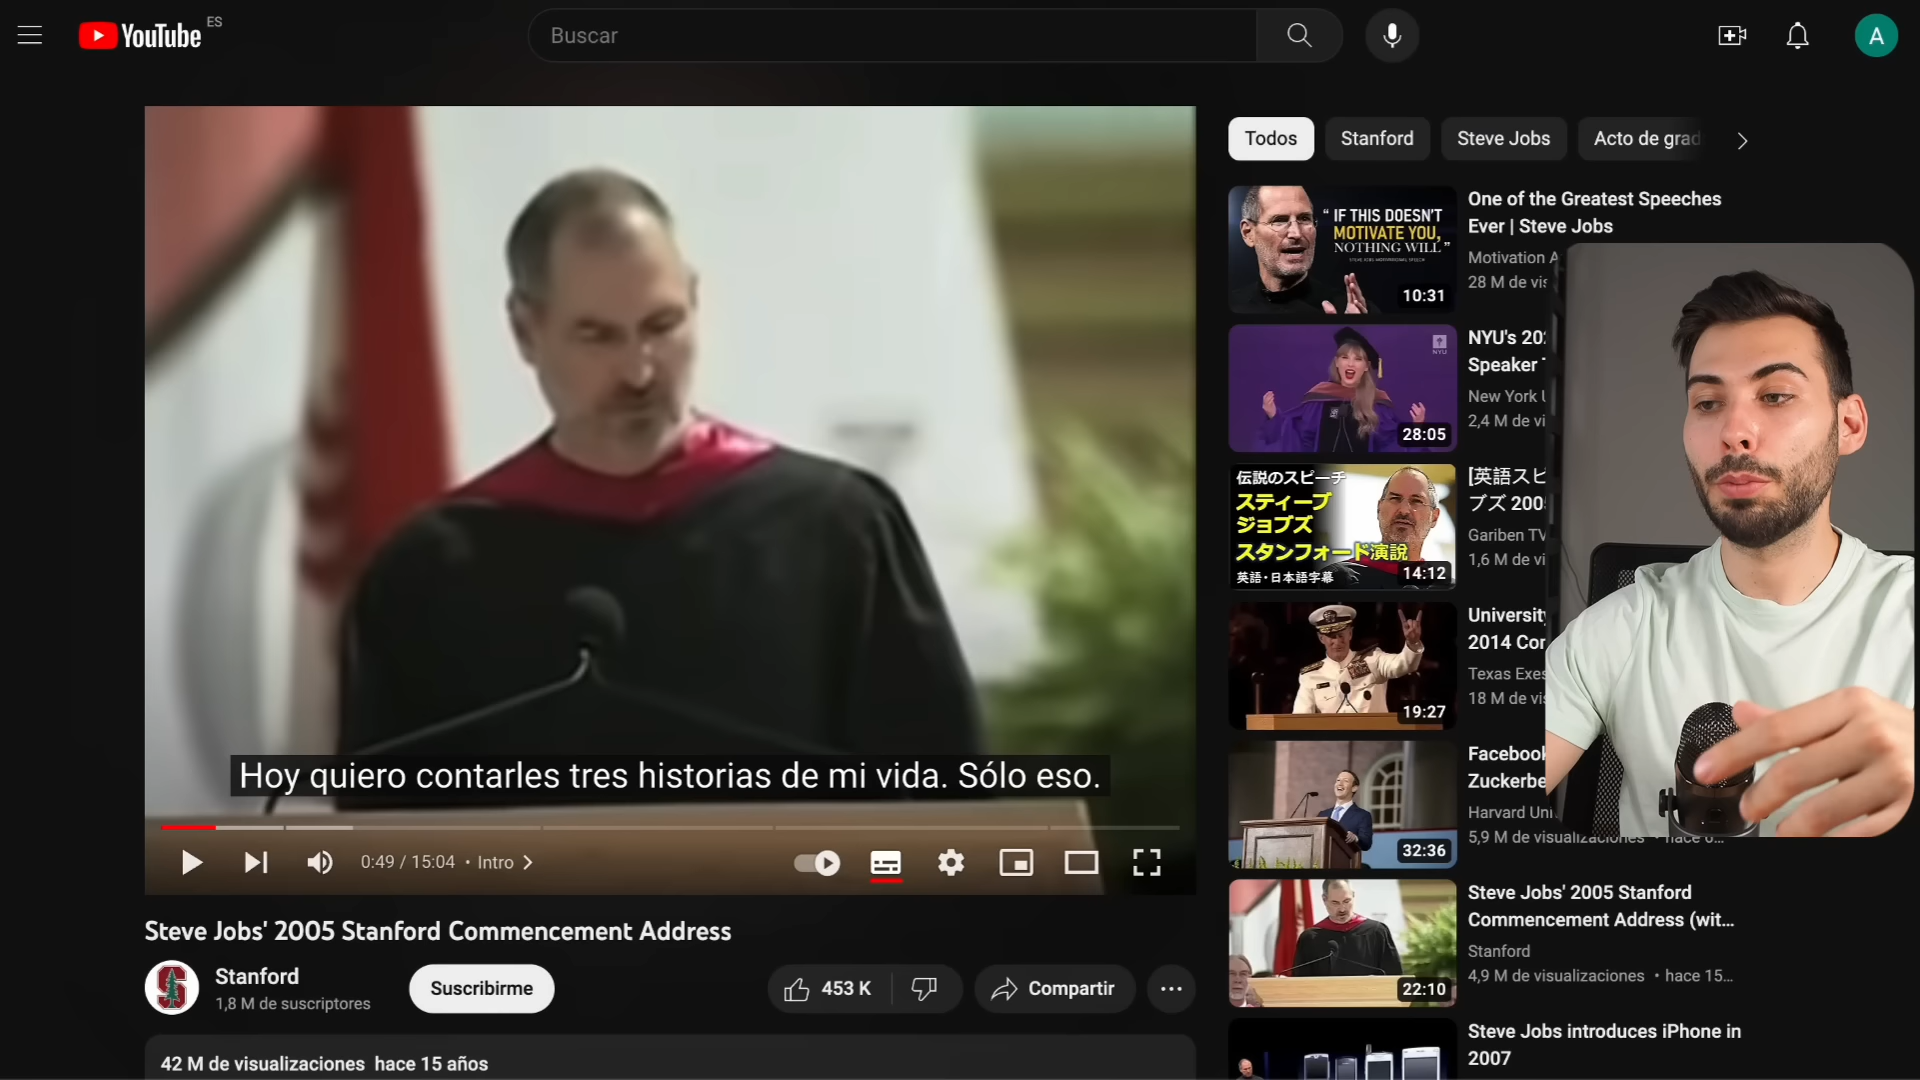 YouTube ES
Buscar
A
Todos
Stanford
Steve Jobs
Acto de grad
" IF THIS DOESN'T
MOTIVATE YOU,
NOTHING WILL "
10:31
One of the Greatest Speeches
Ever | Steve Jobs
Motivation A
28 M de vis
NYU
28:05
NYU's 202
Speaker T
New York U
2,4 M de vi
伝説のスピーチ
スティーブ
ジョブズ
スタンフォード演説
英語・日本語字幕
14:12
[英語スピ
ブズ 200
Gariben TV
1,6 M de vi
19:27
University
2014 Cor
Texas Exes
18 M de vis
32:36
Facebook
Zuckerbe
Harvard Uni
5,9 M de visualizaciones • hace 6...
22:10
Steve Jobs' 2005 Stanford
Commencement Address (wit...
Stanford
4,9 M de visualizaciones • hace 15...
Steve Jobs introduces iPhone in
2007
Hoy quiero contarles tres historias de mi vida. Sólo eso.
0:49 / 15:04 • Intro
Steve Jobs' 2005 Stanford Commencement Address
Stanford
1,8 M de suscriptores
Suscribirme
453 K
Compartir
42 M de visualizaciones hace 15 años